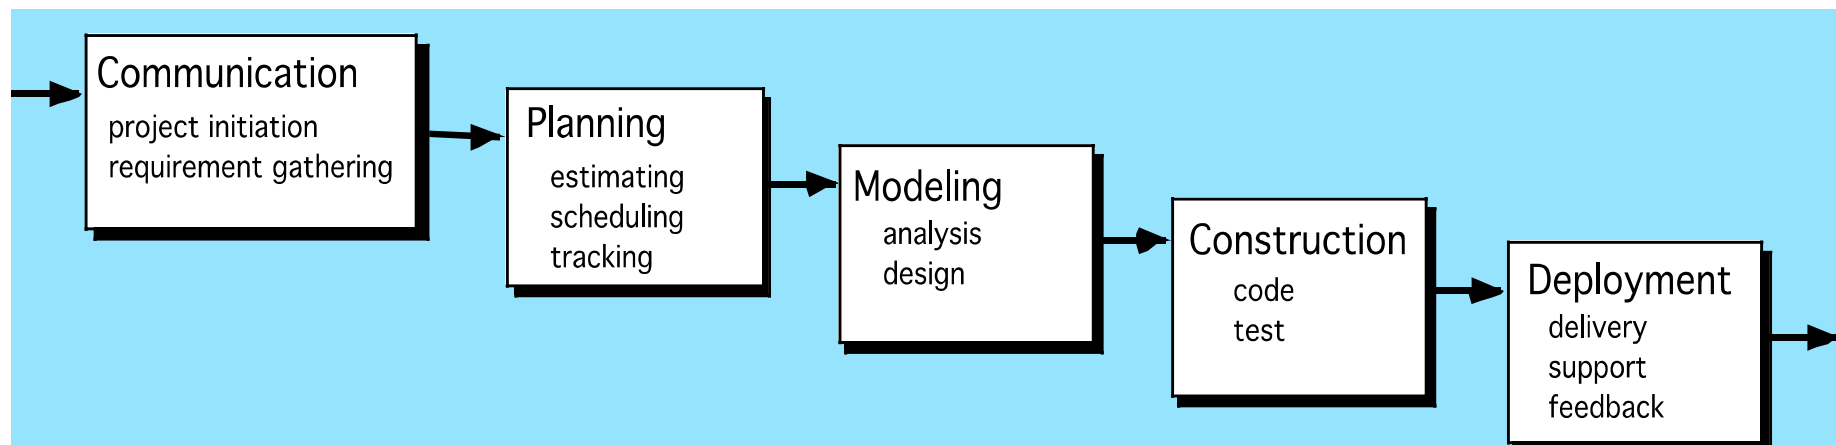 Communication
project initiation
requirement gathering
Planning
estimating
scheduling
tracking
Modeling
analysis
design
Construction
code
test
Deployment
delivery
support
feedback